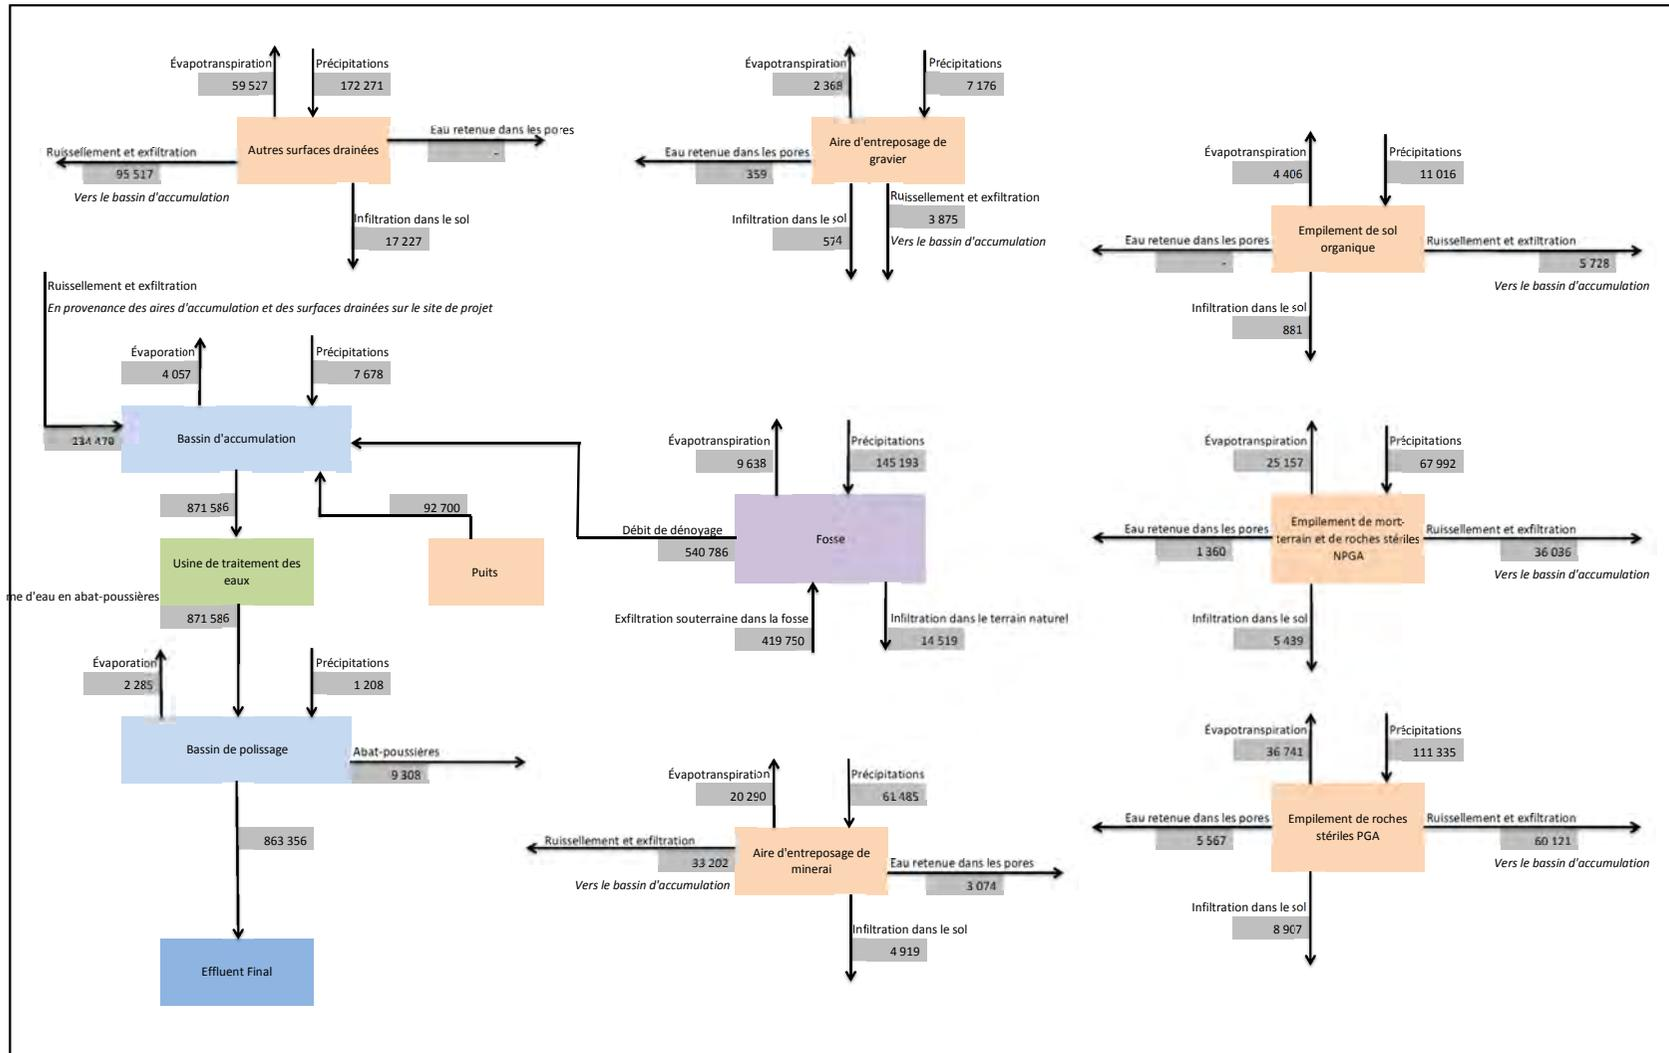 Évapotranspiration
59 527
Précipitations
172 271
Autres surfaces drainées
Eau retenue dans les pores
-
Ruissellement et exfiltration
95 517
Vers le bassin d'accumulation
Infiltration dans le sol
17 227
Évapotranspiration
2 368
Précipitations
7 176
Aire d'entreposage de
gravier
Eau retenue dans les pores
359
Infiltration dans le sol
574
Ruissellement et exfiltration
3 875
Vers le bassin d'accumulation
Évapotranspiration
4 406
Précipitations
11 016
Empilement de sol
organique
Eau retenue dans les pores
-
Ruissellement et exfiltration
5 728
Vers le bassin d'accumulation
Infiltration dans le sol
881
Ruissellement et exfiltration
En provenance des aires d'accumulation et des surfaces drainées sur le site de projet
Évaporation
4 057
Précipitations
7 678
234 479
Bassin d'accumulation
871 586
92 700
Usine de traitement des
eaux
Puits
me d'eau en abat-poussières
871 586
Évaporation
2 285
Précipitations
1 208
Bassin de polissage
Abat-poussières
9 308
863 356
Effluent Final
Évapotranspiration
9 638
Précipitations
145 193
Débit de dénoyage
540 786
Fosse
Exfiltration souterraine dans la fosse
419 750
Infiltration dans le terrain naturel
14 519
Évapotranspiration
20 290
Précipitations
61 485
Ruissellement et exfiltration
33 202
Vers le bassin d'accumulation
Aire d'entreposage de
minerai
Eau retenue dans les pores
3 074
Infiltration dans le sol
4 919
Évapotranspiration
25 157
Précipitations
67 992
Eau retenue dans les pores
1 360
Empilement de mort-
terrain et de roches stériles
NPGA
Ruissellement et exfiltration
36 036
Vers le bassin d'accumulation
Infiltration dans le sol
5 439
Évapotranspiration
36 741
Précipitations
111 335
Eau retenue dans les pores
5 567
Empilement de roches
stériles PGA
Ruissellement et exfiltration
60 121
Vers le bassin d'accumulation
Infiltration dans le sol
8 907